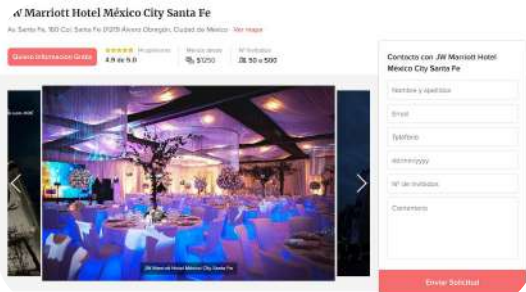 W Marriott Hotel México City Santa Fe
Av. Santa Fe, 160 Col. Santa Fe 01219 Álvaro Obregón, Ciudad de México Ver mapa
Quiero Información Gratis
4.9 de 5.0
Menús desde
$1250
Nº Invitados
50 a 500
JW Marriott Hotel México City Santa Fe
Contacta con JW Marriott Hotel
México City Santa Fe
Nombre y Apellidos
Email
Teléfono
dd/mm/yyyy
Nº de Invitados
Comentario
Enviar Solicitud